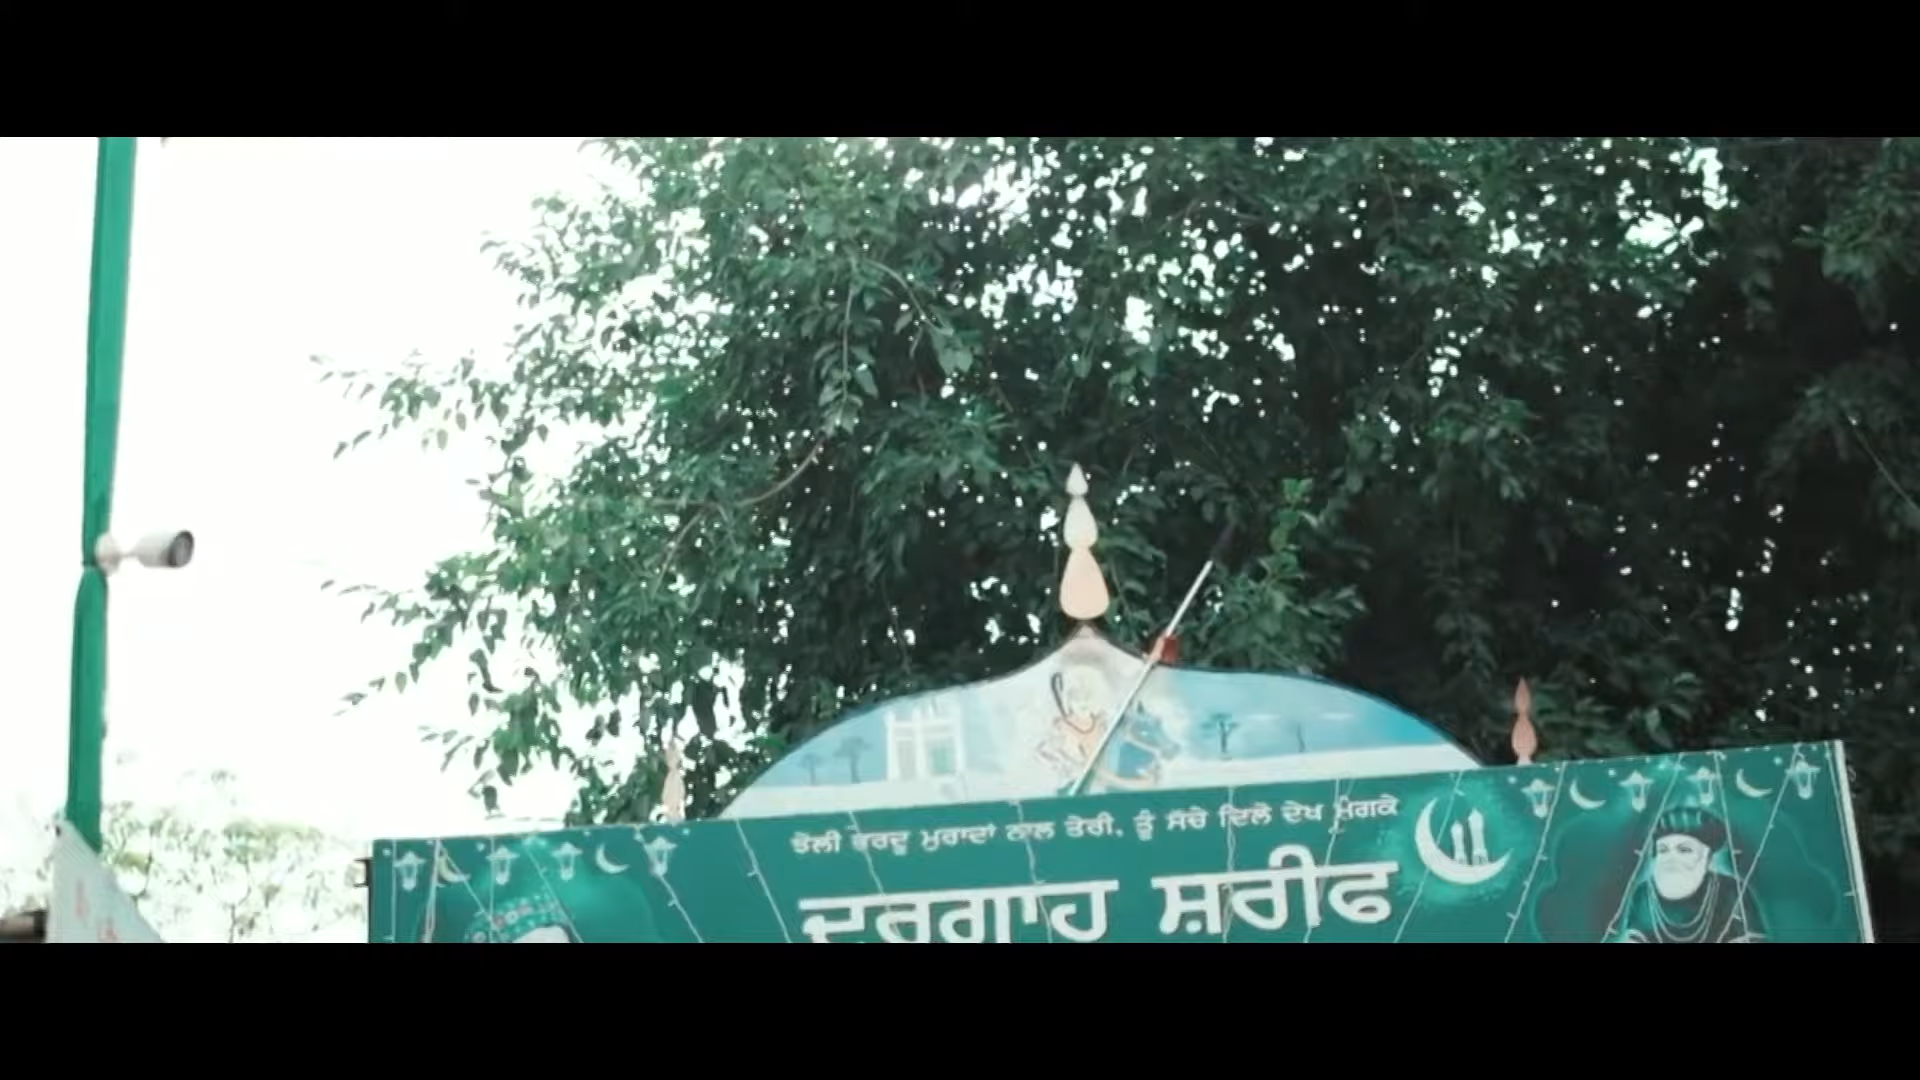 ਝੋਲੀ ਭਰਦੂ ਮੁਰਾਦਾਂ ਨਾਲ ਤੇਰੀ, ਤੂੰ ਸੱਚੇ ਦਿਲੋਂ ਦੇਖ ਮੰਗਕੇ
ਦਰਗਾਹ ਸ਼ਰੀਫ